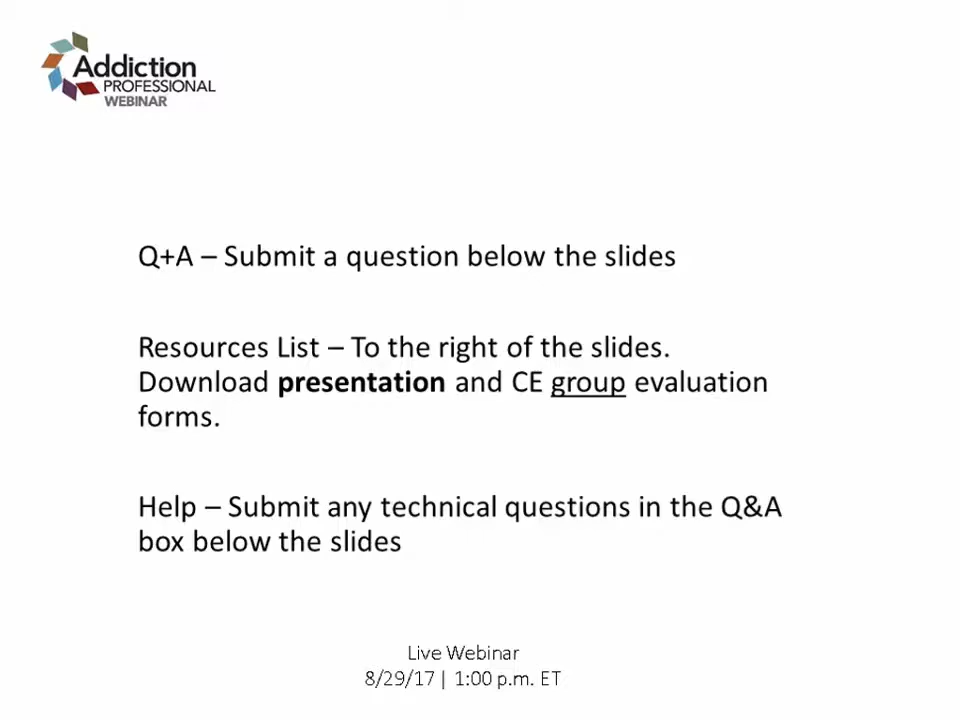 Addiction
PROFESSIONAL
WEBINAR
Q+A – Submit a question below the slides
Resources List – To the right of the slides.
Download presentation and CE group evaluation
forms.
Help – Submit any technical questions in the Q&A
box below the slides
Live Webinar
8/29/17 | 1:00 p.m. ET